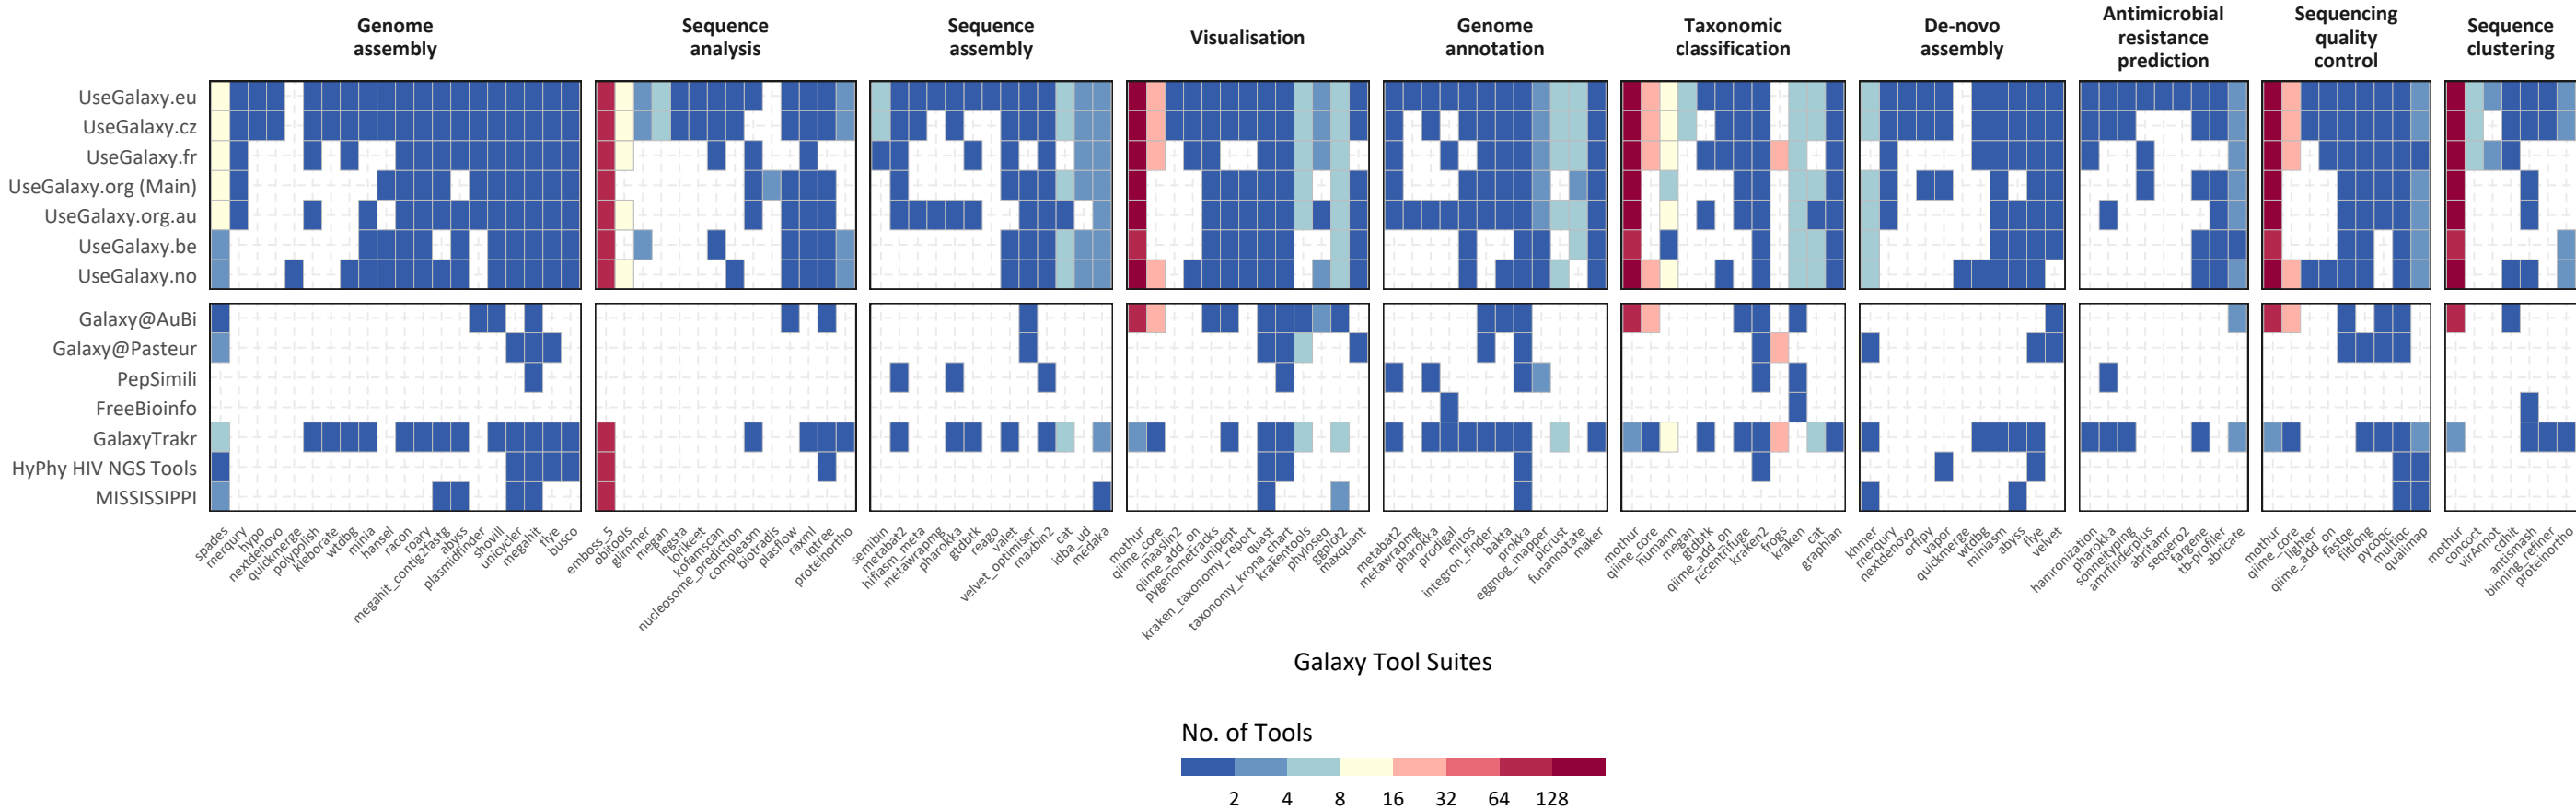 Genome
assembly
Sequence
analysis
Sequence
assembly
Visualisation
Genome
annotation
Taxonomic
classification
De-novo
assembly
Antimicrobial
resistance
prediction
Sequencing
quality
control
Sequence
clustering
UseGalaxy.eu
UseGalaxy.cz
UseGalaxy.fr
UseGalaxy.org (Main)
UseGalaxy.org.au
UseGalaxy.be
UseGalaxy.no
Galaxy@AuBi
Galaxy@Pasteur
PepSimili
FreeBioinfo
GalaxyTrakr
HyPhy HIV NGS Tools
MISSISSIPPI
spades
merqury
hypo
nextdenovo
quickmerge
polypolish
kleborate
wtdbg
minia
hansel
racon
roary
megahit_contig2fastg
abyss
plasmidfinder
shovill
unicycler
megahit
flye
busco
emboss_5
obitools
glimmer
megan
legsta
lorikeet
kofamscan
nucleosome_prediction
compleasm
biotradis
plasflow
raxml
iqtree
proteinortho
semibin
metabat2
hifiasm_meta
metawrapmg
pharokka
gtdbtk
reago
valet
velvet_optimiser
maxbin2
cat
idba_ud
medaka
mothur
qiime_core
maaslin2
qiime_add_on
pygenometracks
unipept
kraken_taxonomy_report
quast
taxonomy_krona_chart
krakentools
phyloseq
ggplot2
maxquant
metabat2
metawrapmg
pharokka
prodigal
mitos
integron_finder
bakta
prokka
eggnog_mapper
picrust
funannotate
maker
mothur
qiime_core
humann
megan
gtdbtk
qiime_add_on
recentrifuge
kraken2
frogs
kraken
cat
graphlan
khmer
merqury
nextdenovo
orfipy
vapor
quickmerge
wtdbg
miniasm
abyss
flye
velvet
hamronization
pharokka
sonneityping
amrfinderplus
abritamr
seqsero2
fargene
tb-profiler
abricate
mothur
qiime_core
lighter
qiime_add_on
fastqe
filtlong
pycoqc
multiqc
qualimap
mothur
concoct
virAnnot
cdhit
antismash
binning_refiner
proteinortho
Galaxy Tool Suites
No. of Tools
2 4 8 16 32 64 128